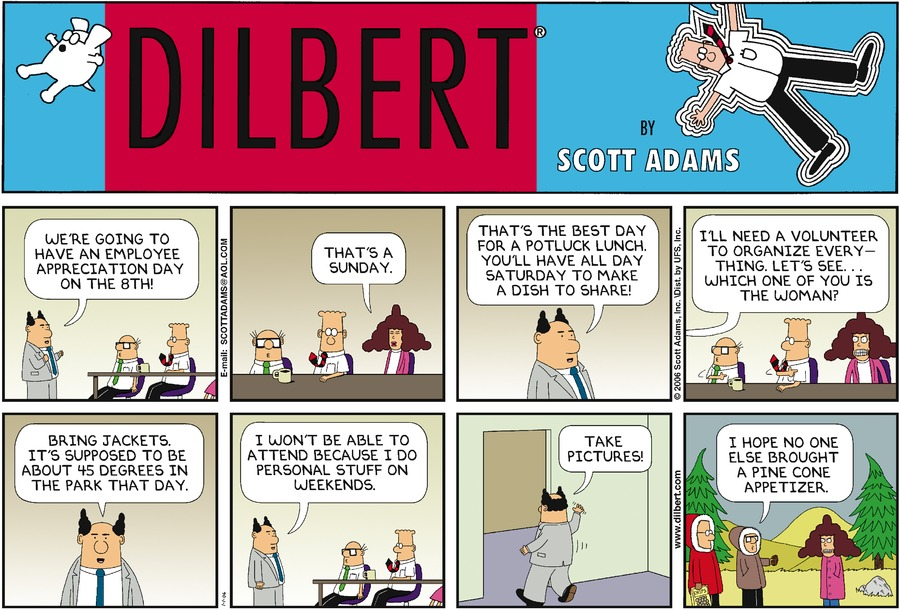 DILBERT®
BY
SCOTT ADAMS
WE'RE GOING TO
HAVE AN EMPLOYEE
APPRECIATION DAY
ON THE 8TH!
E-mail: SCOTTADAMS@AOL.COM
THAT'S A
SUNDAY.
THAT'S THE BEST DAY
FOR A POTLUCK LUNCH.
YOU'LL HAVE ALL DAY
SATURDAY TO MAKE
A DISH TO SHARE!
© 2006 Scott Adams, Inc. \Dist. by UFS, Inc.
I'LL NEED A VOLUNTEER
TO ORGANIZE EVERY-
THING. LET'S SEE...
WHICH ONE OF YOU IS
THE WOMAN?
BRING JACKETS.
IT'S SUPPOSED TO BE
ABOUT 45 DEGREES IN
THE PARK THAT DAY.
I WON'T BE ABLE TO
ATTEND BECAUSE I DO
PERSONAL STUFF ON
WEEKENDS.
TAKE
PICTURES!
www.dilbert.com
I HOPE NO ONE
ELSE BROUGHT
A PINE CONE
APPETIZER.